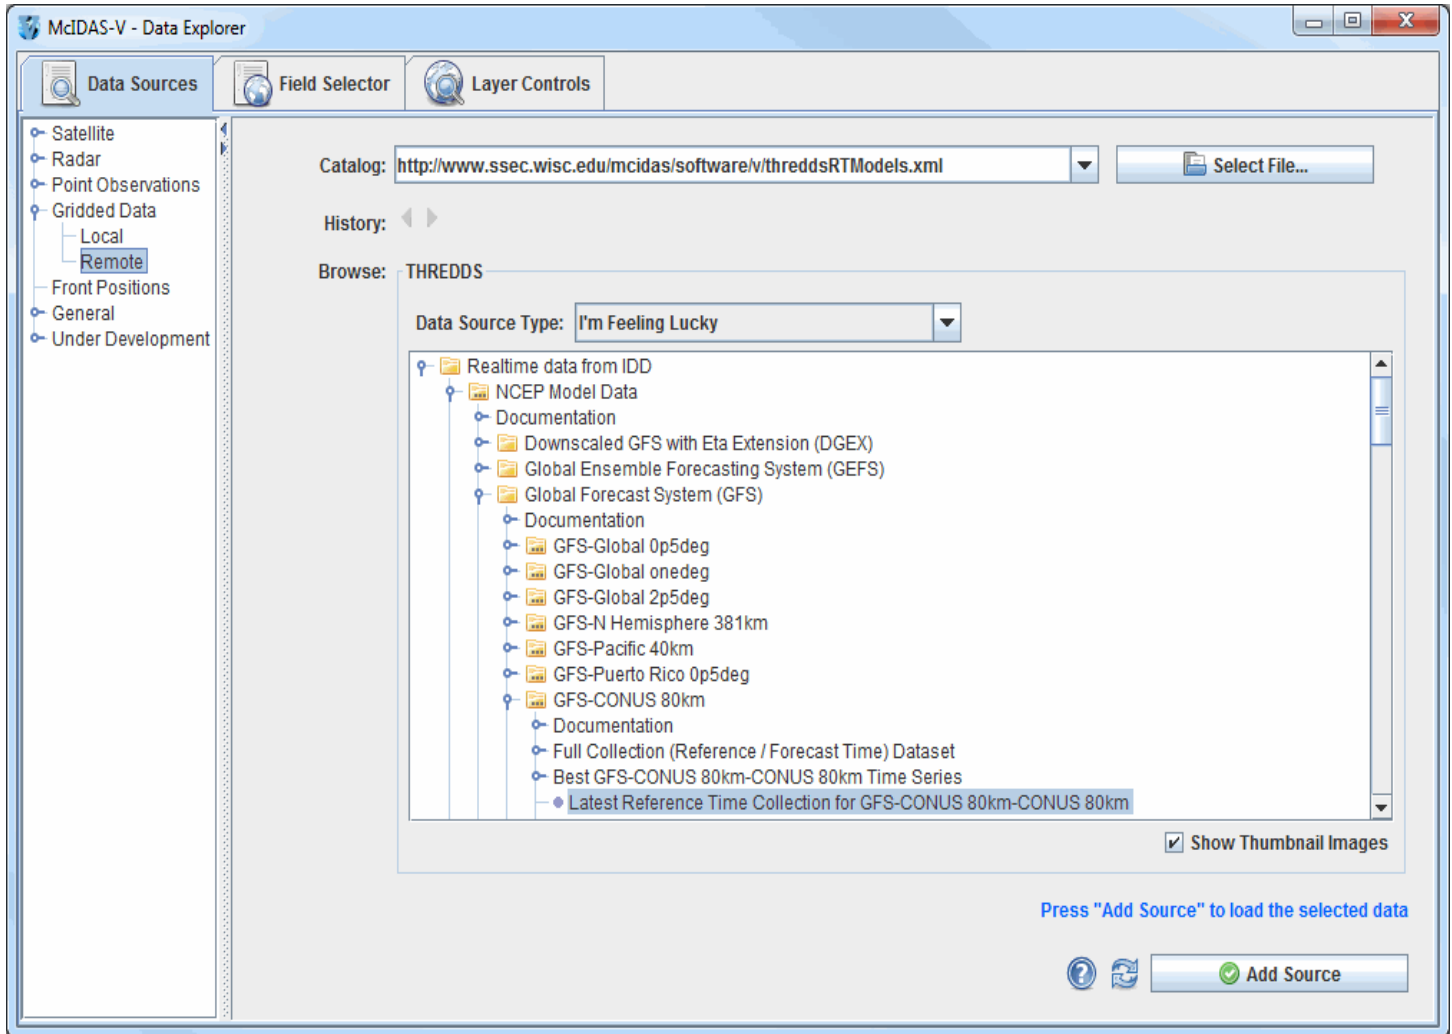 McIDAS-V - Data Explorer
Data Sources
Field Selector
Layer Controls
Satellite
Radar
Point Observations
Gridded Data
Local
Remote
Front Positions
General
Under Development
Catalog: http://www.ssec.wisc.edu/mcidas/software/v/threddsRTModels.xml Select File...
History:
Browse: THREDDS
Data Source Type: I'm Feeling Lucky
Realtime data from IDD
NCEP Model Data
Documentation
Downscaled GFS with Eta Extension (DGEX)
Global Ensemble Forecasting System (GEFS)
Global Forecast System (GFS)
Documentation
GFS-Global 0p5deg
GFS-Global onedeg
GFS-Global 2p5deg
GFS-N Hemisphere 381km
GFS-Pacific 40km
GFS-Puerto Rico 0p5deg
GFS-CONUS 80km
Documentation
Full Collection (Reference / Forecast Time) Dataset
Best GFS-CONUS 80km-CONUS 80km Time Series
Latest Reference Time Collection for GFS-CONUS 80km-CONUS 80km
Show Thumbnail Images
Press "Add Source" to load the selected data
Add Source